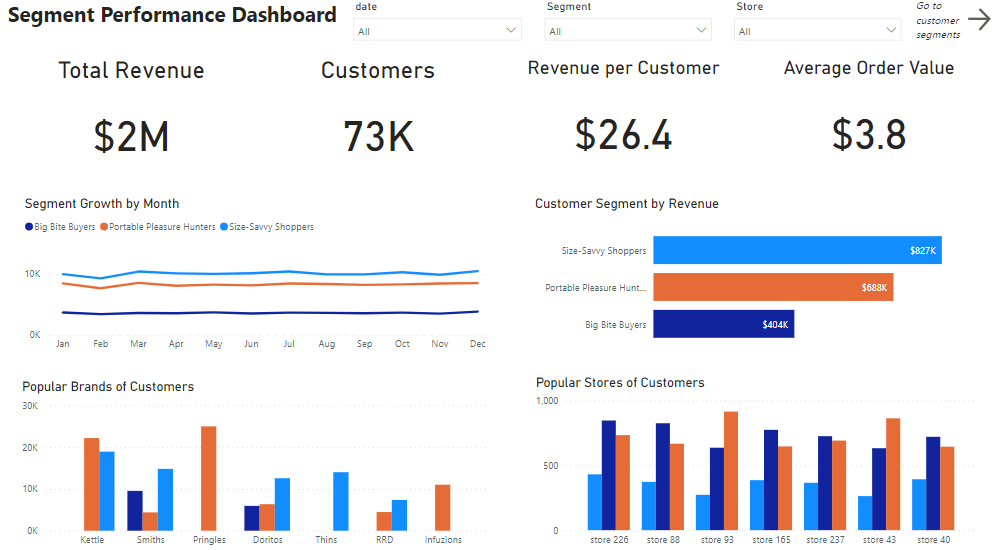 Segment Performance Dashboard
date
All
Segment
All
Store
All
Go to
customer
segments
Total Revenue
$2M
Customers
73K
Revenue per Customer
$26.4
Average Order Value
$3.8
Segment Growth by Month
Big Bite Buyers Portable Pleasure Hunters Size-Savvy Shoppers
10K
0K
Jan Feb Mar Apr May Jun Jul Aug Sep Oct Nov Dec
Customer Segment by Revenue
Size-Savvy Shoppers $827K
Portable Pleasure Hunt... $688K
Big Bite Buyers $404K
Popular Brands of Customers
30K
20K
10K
0K
Kettle Smiths Pringles Doritos Thins RRD Infuzions
Popular Stores of Customers
1,000
500
0
store 226 store 88 store 93 store 165 store 237 store 43 store 40